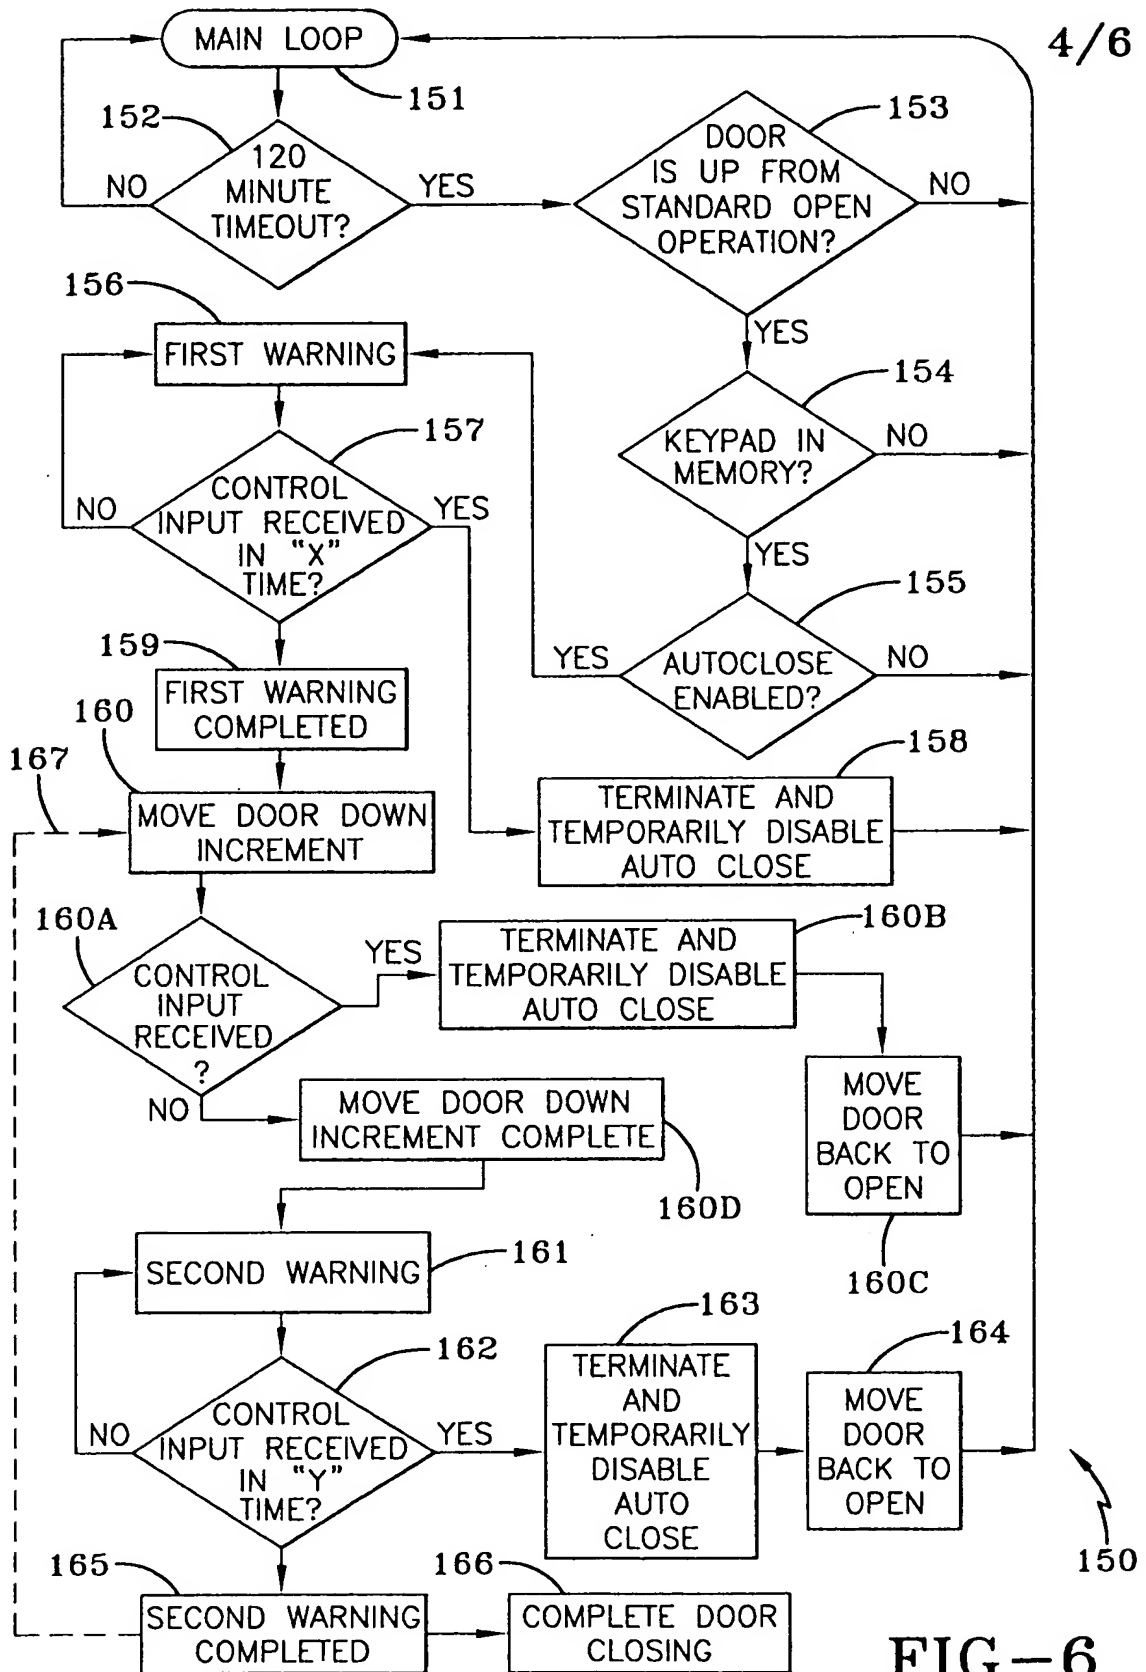 4/6
MAIN LOOP
151
152
120
MINUTE
TIMEOUT?
NO
YES
153
DOOR
IS UP FROM
STANDARD OPEN
OPERATION?
NO
YES
154
KEYPAD IN
MEMORY?
NO
YES
155
AUTOCLOSE
ENABLED?
YES
NO
156
FIRST WARNING
157
CONTROL
INPUT RECEIVED
IN "X"
TIME?
NO
YES
158
TERMINATE AND
TEMPORARILY DISABLE
AUTO CLOSE
159
FIRST WARNING
COMPLETED
160
167
MOVE DOOR DOWN
INCREMENT
160A
CONTROL
INPUT
RECEIVED
?
YES
NO
160B
TERMINATE AND
TEMPORARILY DISABLE
AUTO CLOSE
MOVE
DOOR
BACK TO
OPEN
160C
MOVE DOOR DOWN
INCREMENT COMPLETE
160D
161
SECOND WARNING
162
CONTROL
INPUT RECEIVED
IN "Y"
TIME?
NO
YES
163
TERMINATE
AND
TEMPORARILY
DISABLE
AUTO
CLOSE
164
MOVE
DOOR
BACK TO
OPEN
150
165
SECOND WARNING
COMPLETED
166
COMPLETE DOOR
CLOSING
FIG-6